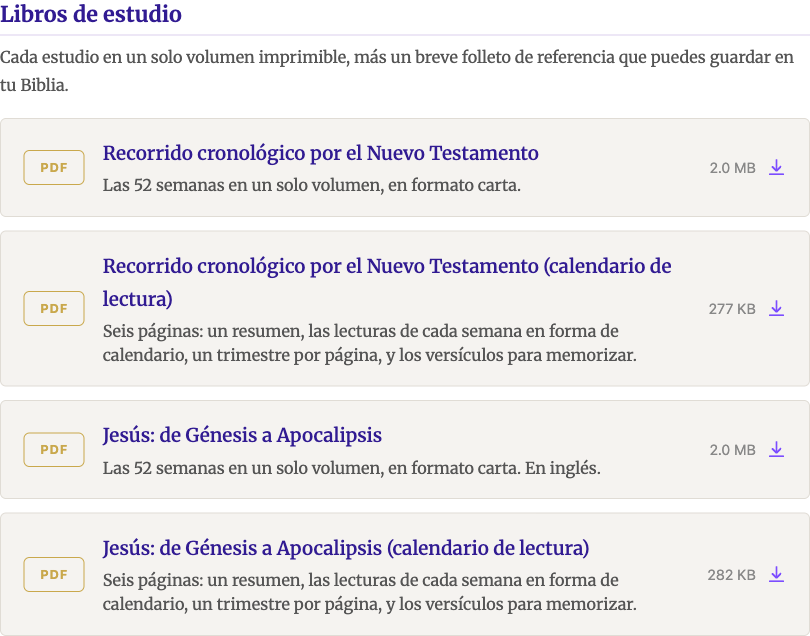 Libros de estudio
Cada estudio en un solo volumen imprimible, más un breve folleto de referencia que puedes guardar en
tu Biblia.
PDF
Recorrido cronológico por el Nuevo Testamento
Las 52 semanas en un solo volumen, en formato carta.
2.0 MB
PDF
Recorrido cronológico por el Nuevo Testamento (calendario de
lectura)
Seis páginas: un resumen, las lecturas de cada semana en forma de
calendario, un trimestre por página, y los versículos para memorizar.
277 KB
PDF
Jesús: de Génesis a Apocalipsis
Las 52 semanas en un solo volumen, en formato carta. En inglés.
2.0 MB
PDF
Jesús: de Génesis a Apocalipsis (calendario de lectura)
Seis páginas: un resumen, las lecturas de cada semana en forma de
calendario, un trimestre por página, y los versículos para memorizar.
282 KB